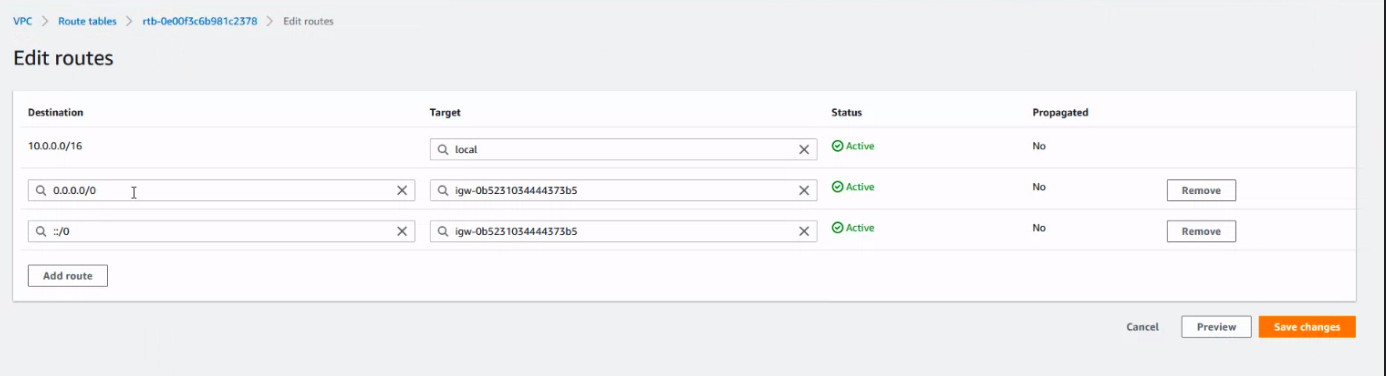 VPC > Route tables > rtb-0e00f3c6b981c2378 > Edit routes
Edit routes
Destination Target Status Propagated
10.0.0.0/16 local Active No
0.0.0.0/0 igw-0b5231034444373b5 Active No Remove
::/0 igw-0b5231034444373b5 Active No Remove
Add route
Cancel Preview Save changes